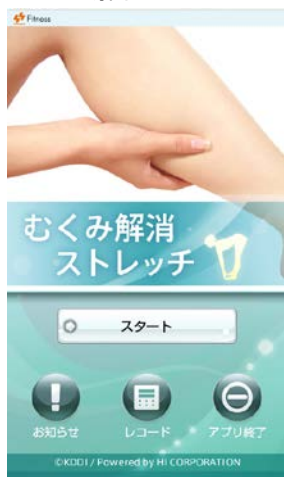 Fitness
むくみ解消
ストレッチ
スタート
お知らせ
レコード
アプリ終了
©KDDI / Powered by HI CORPORATION